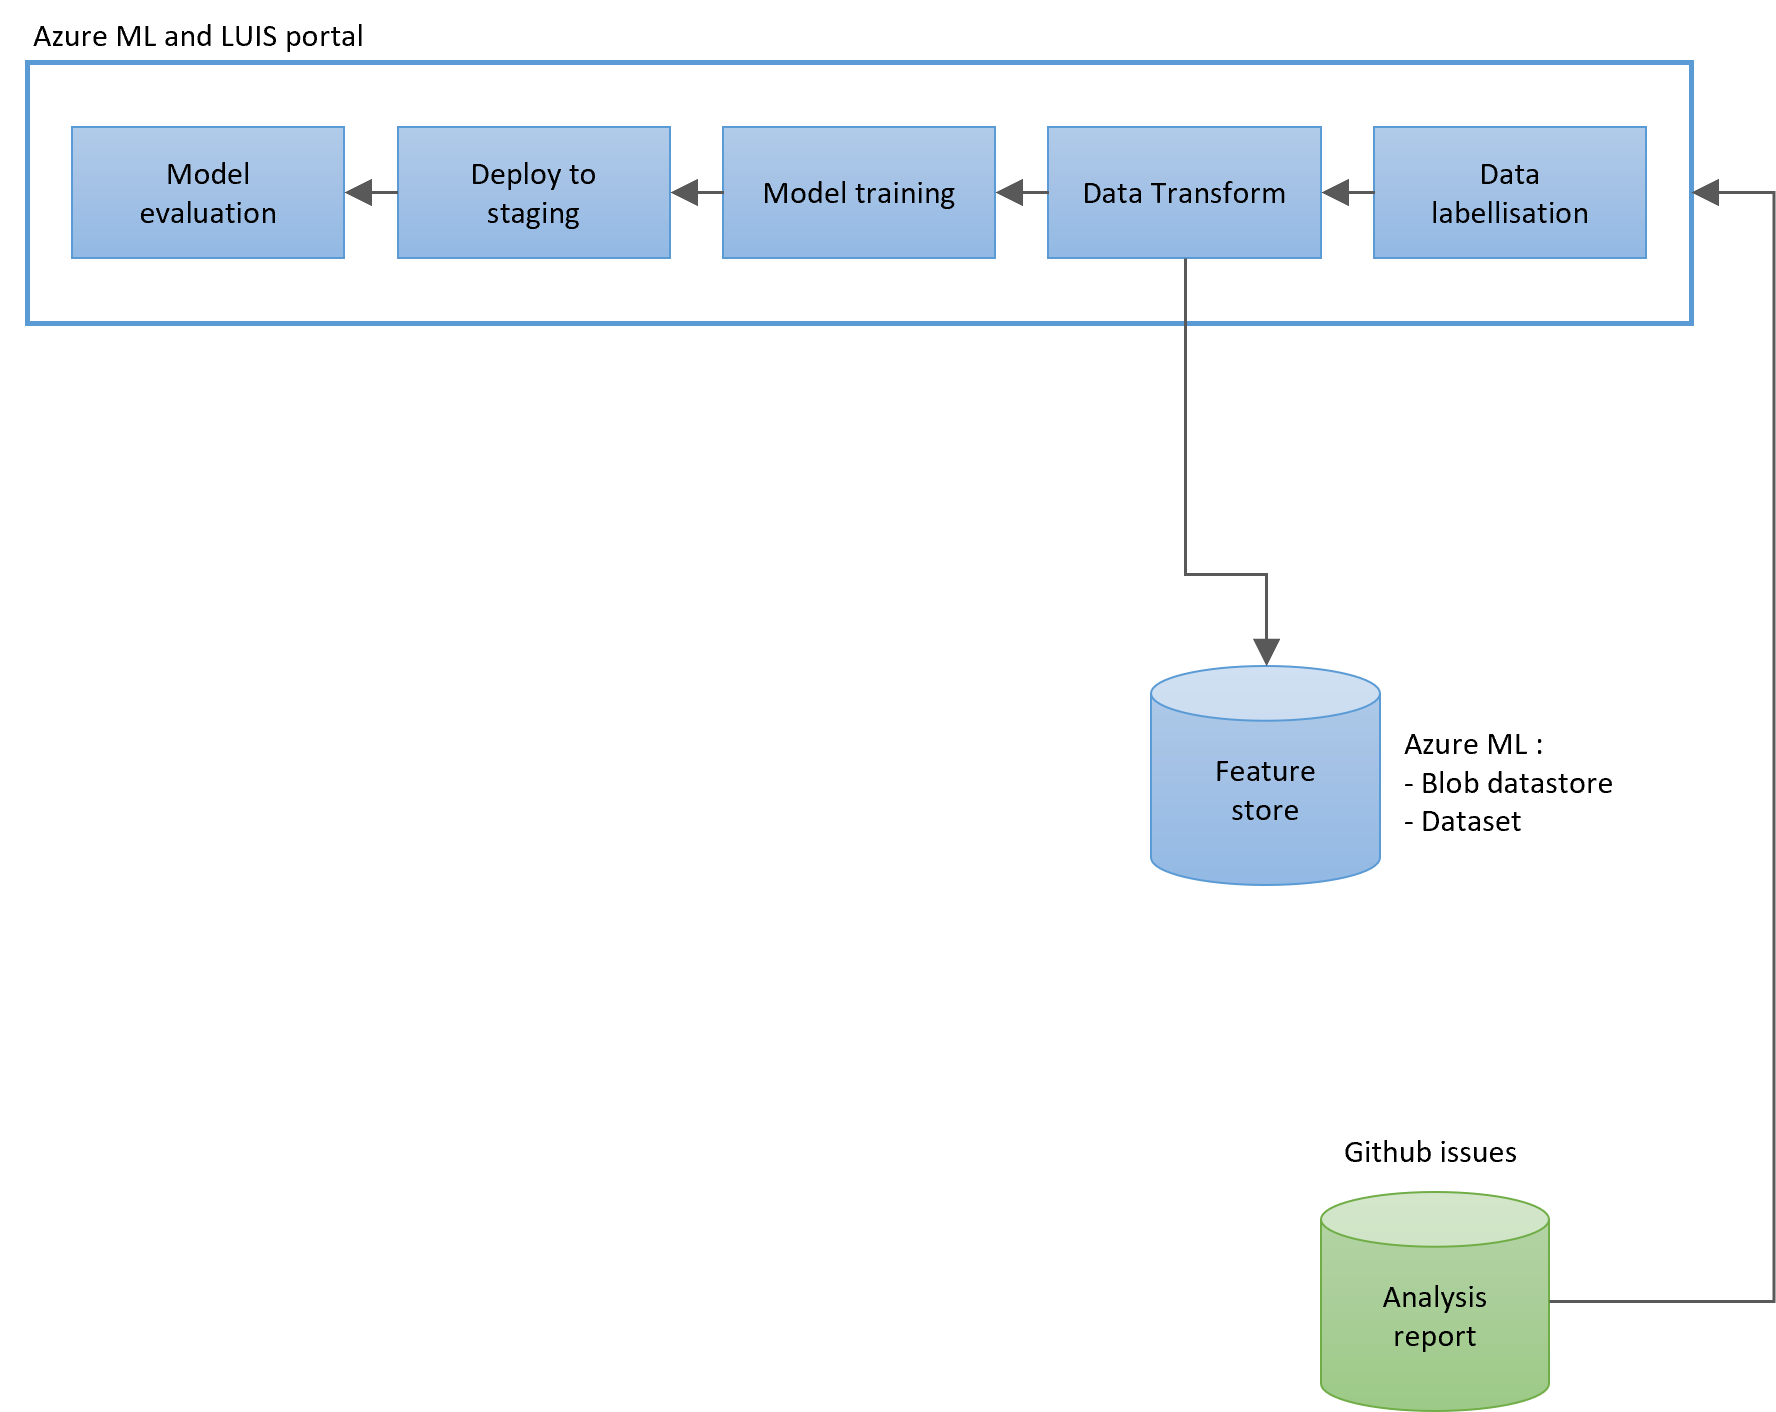 Azure ML and LUIS portal
Model
evaluation
Deploy to
staging
Model training
Data Transform
Data
labellisation
Feature
store
Azure ML :
- Blob datastore
- Dataset
Github issues
Analysis
report